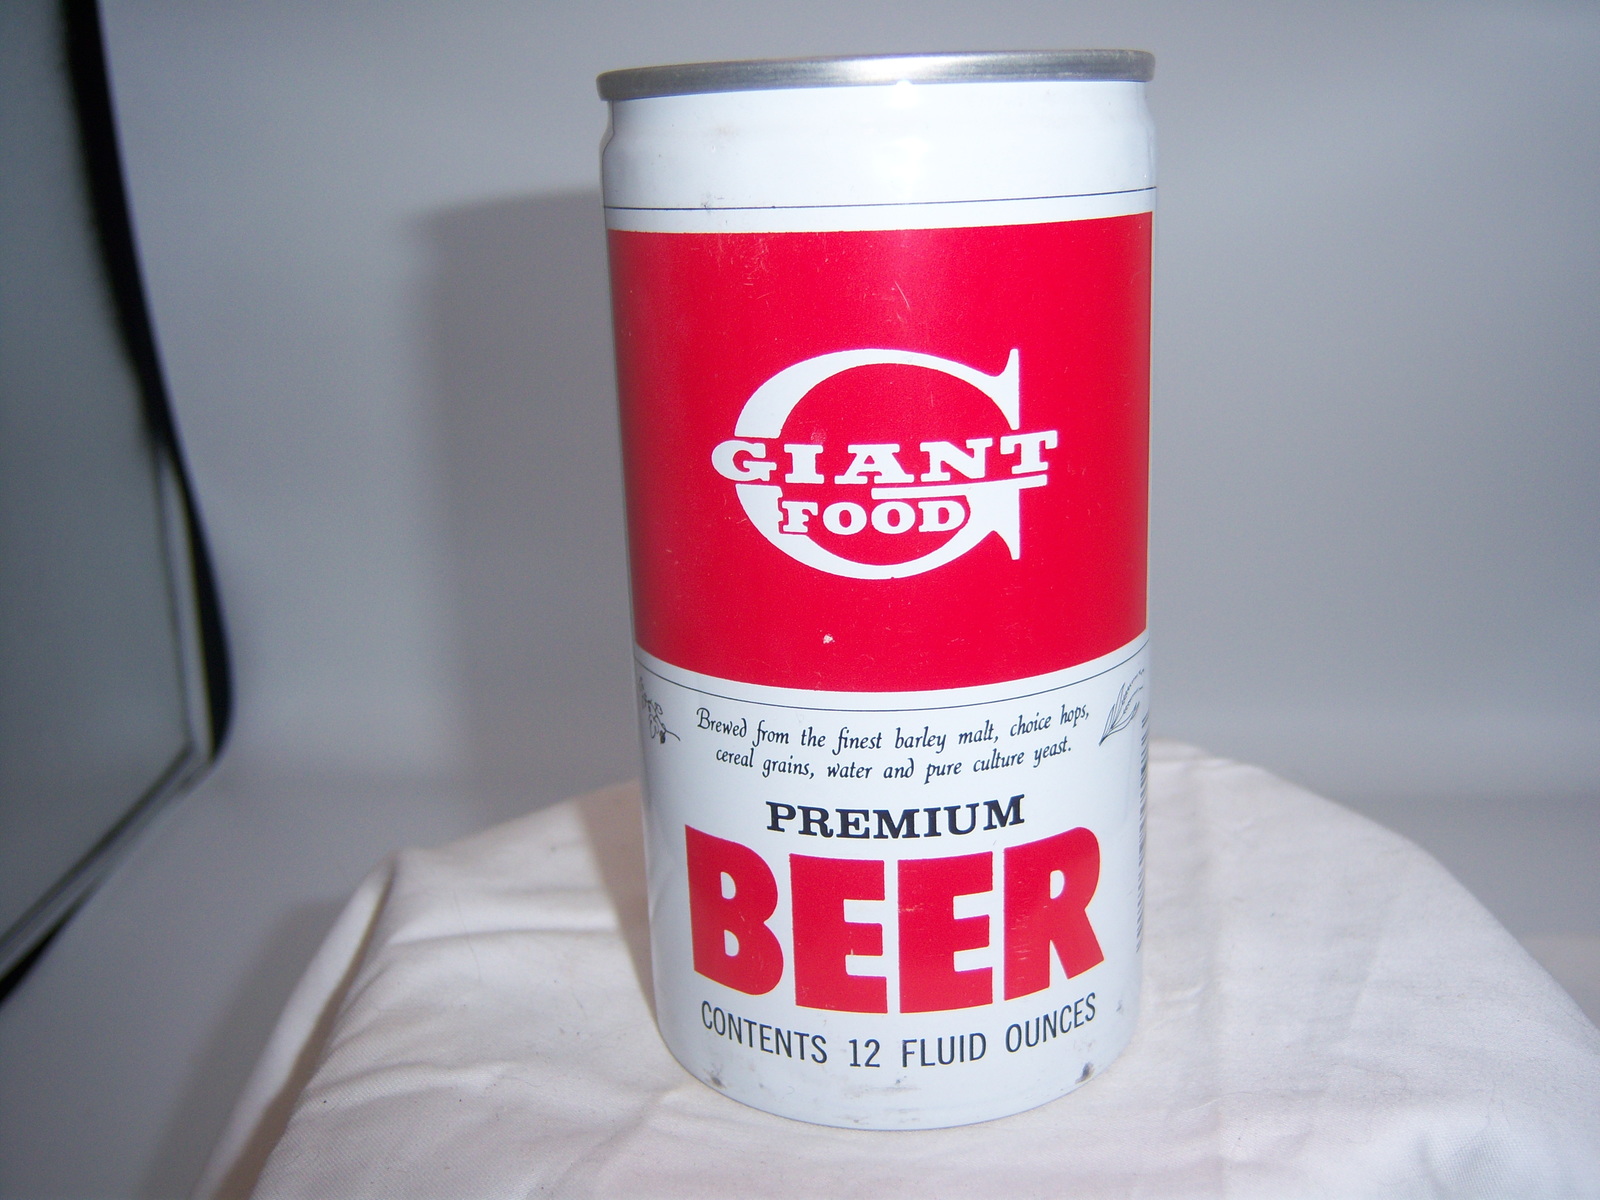 GIANT
FOOD
Brewed from the finest barley malt, choice hops,
cereal grains, water and pure culture yeast.
PREMIUM
BEER
CONTENTS 12 FLUID OUNCES